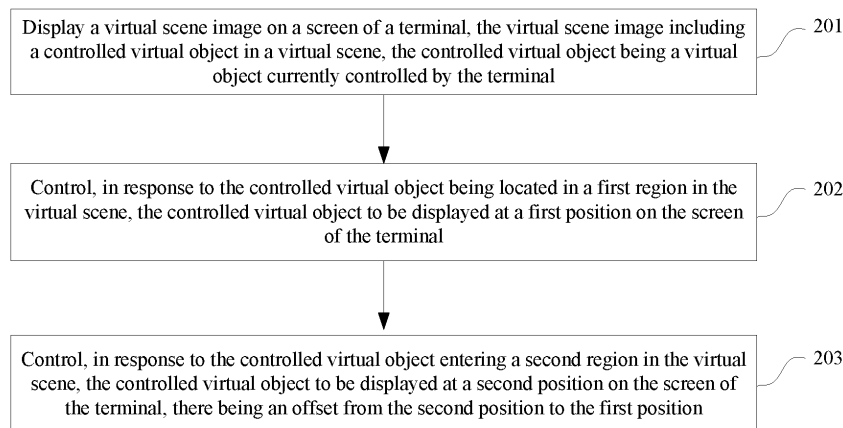 Display a virtual scene image on a screen of a terminal, the virtual scene image including
a controlled virtual object in a virtual scene, the controlled virtual object being a virtual
object currently controlled by the terminal
201
Control, in response to the controlled virtual object being located in a first region in the
virtual scene, the controlled virtual object to be displayed at a first position on the screen
of the terminal
202
Control, in response to the controlled virtual object entering a second region in the virtual
scene, the controlled virtual object to be displayed at a second position on the screen of
the terminal, there being an offset from the second position to the first position
203